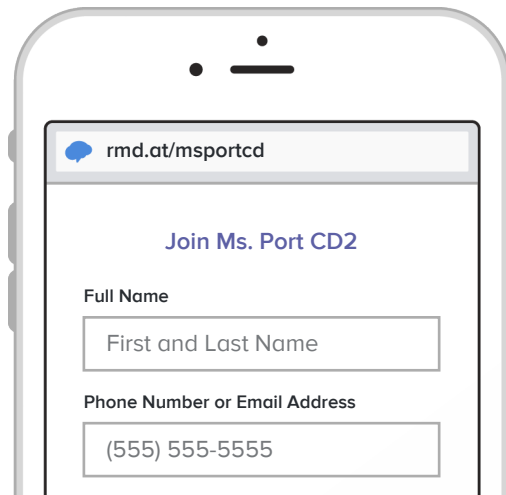 rmd.at/msportcd
Join Ms. Port CD2
Full Name
First and Last Name
Phone Number or Email Address
(555) 555-5555